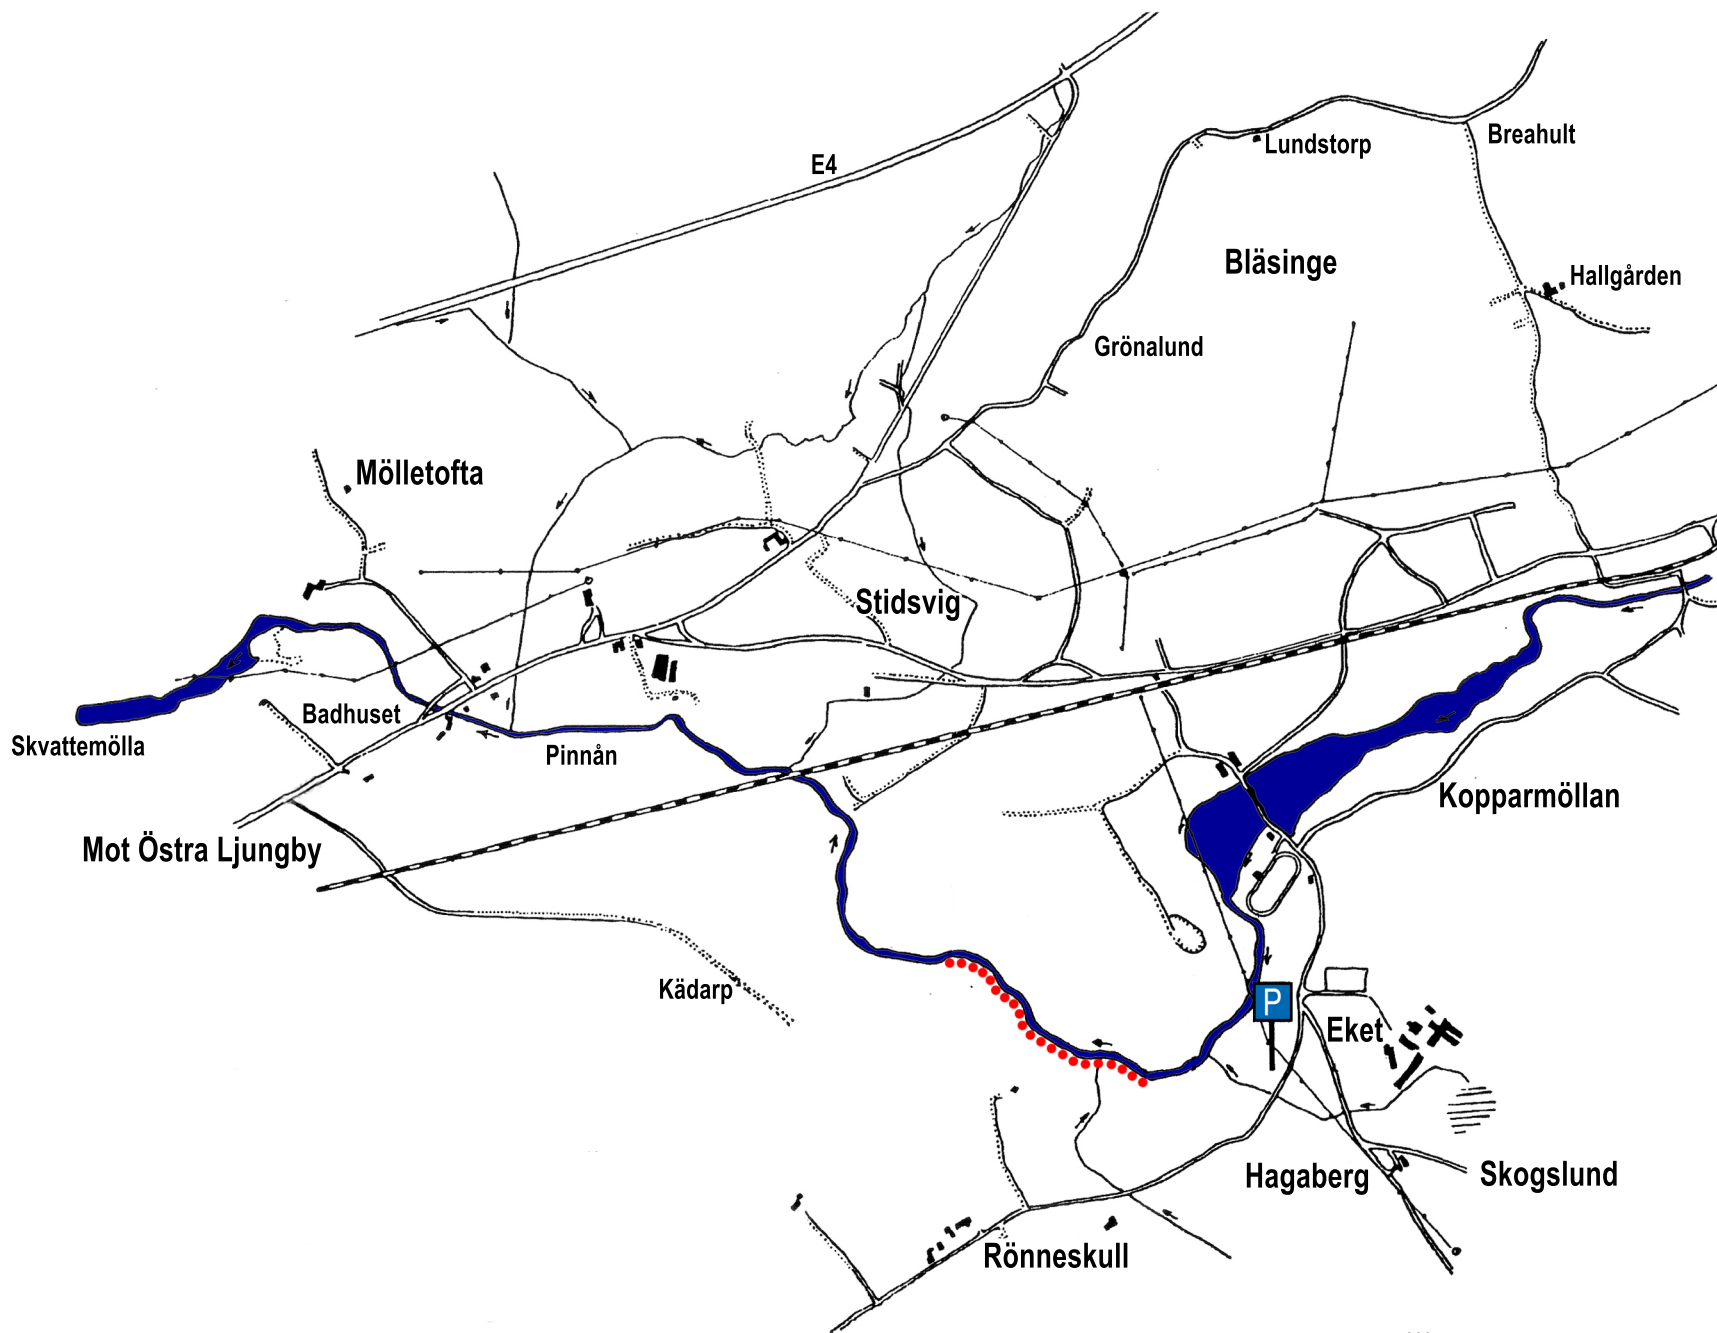 E4
Lundstorp
Breahult
Bläsinge
Hallgården
Grönalund
Mölletofta
Stidsvig
Badhuset
Skvattemölla
Pinnån
Kopparmöllan
Mot Östra Ljungby
Kädarp
P
Eket
Hagaberg
Skogslund
Rönneskull